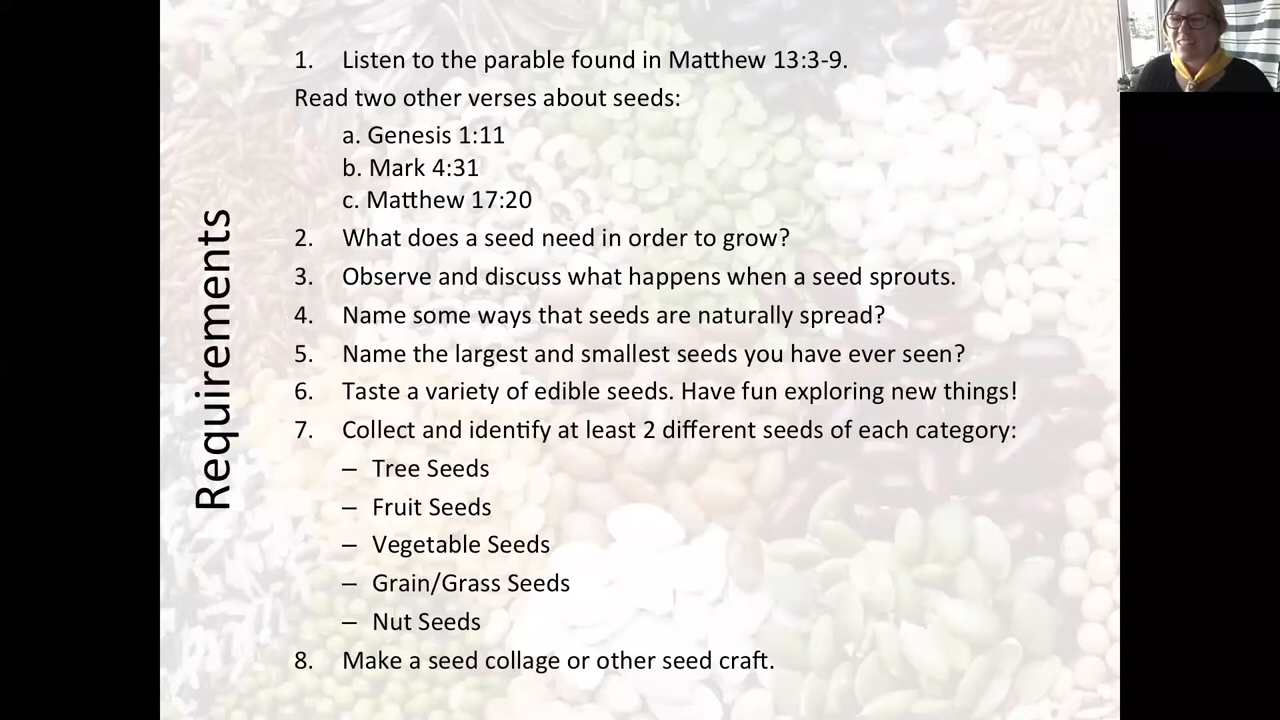 Requirements
1. Listen to the parable found in Matthew 13:3-9.
Read two other verses about seeds:
a. Genesis 1:11
b. Mark 4:31
c. Matthew 17:20
2. What does a seed need in order to grow?
3. Observe and discuss what happens when a seed sprouts.
4. Name some ways that seeds are naturally spread?
5. Name the largest and smallest seeds you have ever seen?
6. Taste a variety of edible seeds. Have fun exploring new things!
7. Collect and identify at least 2 different seeds of each category:
– Tree Seeds
– Fruit Seeds
– Vegetable Seeds
– Grain/Grass Seeds
– Nut Seeds
8. Make a seed collage or other seed craft.